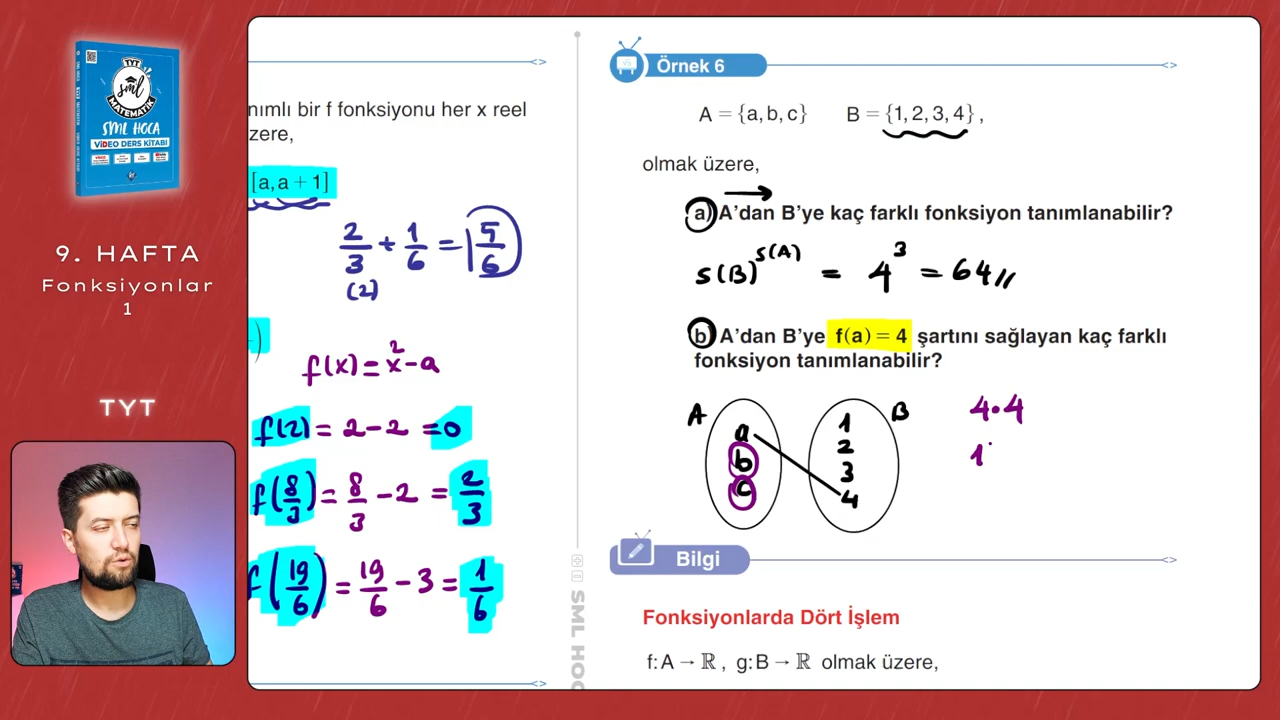 TYT
sml
MATEMATİK
SML HOCA
VİDEO DERS KİTABI
9. HAFTA
Fonksiyonlar
1
TYT
nımlı bir f fonksiyonu her x reel
zere,
[a, a + 1]
2/3 + 1/6 = 5/6
(2)
f(x) = x² - a
f(2) = 2 - 2 = 0
f(8/3) = 8/3 - 2 = 2/3
f(19/6) = 19/6 - 3 = 1/6
SML HOC
Örnek 6
A = {a, b, c} B = {1, 2, 3, 4} ,
olmak üzere,
a) A'dan B'ye kaç farklı fonksiyon tanımlanabilir?
s(B)^s(A) = 4³ = 64 //
b) A'dan B'ye f(a) = 4 şartını sağlayan kaç farklı
fonksiyon tanımlanabilir?
A B
a 1
b 2
c 3
4
4·4
1
Bilgi
Fonksiyonlarda Dört İşlem
f: A → ℝ , g: B → ℝ olmak üzere,